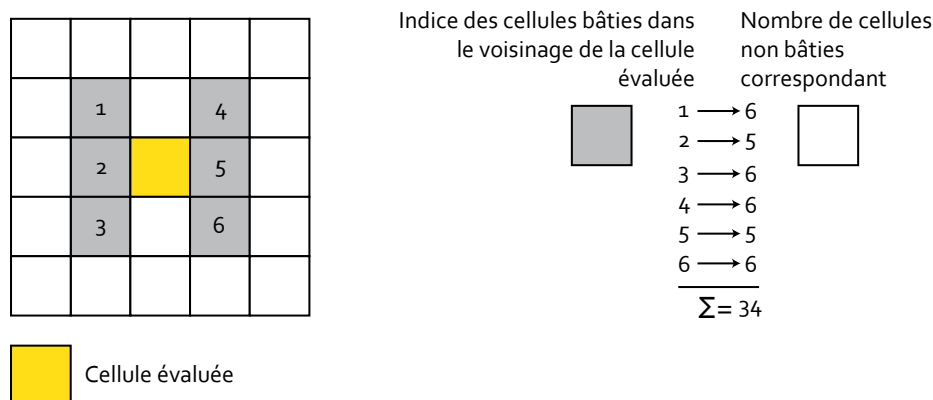 Indice des cellules bâties dans
le voisinage de la cellule
évaluée
Nombre de cellules
non bâties
correspondant
1 4
2 5
3 6
1 → 6
2 → 5
3 → 6
4 → 6
5 → 5
6 → 6
Σ = 34
Cellule évaluée